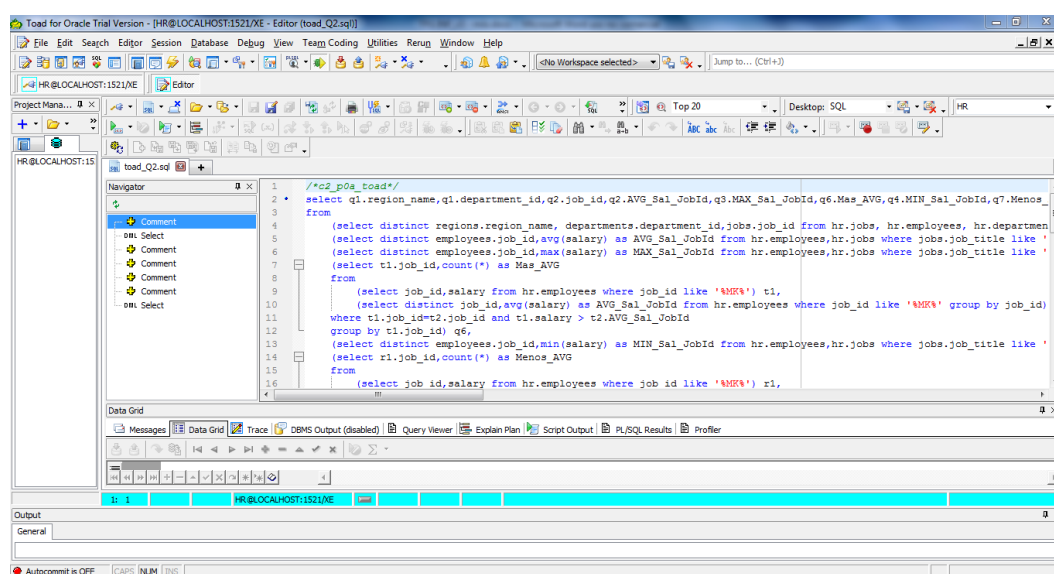 Toad for Oracle Trial Version - [HR@LOCALHOST:1521/XE - Editor (toad_Q2.sql)]
File Edit Search Editor Session Database Debug View Team Coding Utilities Rerun Window Help
<No Workspace selected> Jump to... (Ctrl+J)
HR@LOCALHOST:1521/XE Editor
Project Mana...
SQL Top 20 Desktop: SQL HR
ABC abc Abc
HR@LOCALHOST:15
toad_Q2.sql
Navigator
Comment
DML Select
Comment
Comment
Comment
Comment
DML Select
1 /*c2_p0a_toad*/
2 select q1.region_name,q1.department_id,q2.job_id,q2.AVG_Sal_JobId,q3.MAX_Sal_JobId,q6.Mas_AVG,q4.MIN_Sal_JobId,q7.Menos_
3 from
4 (select distinct regions.region_name, departments.department_id,jobs.job_id from hr.jobs, hr.employees, hr.departmen
5 (select distinct employees.job_id,avg(salary) as AVG_Sal_JobId from hr.employees,hr.jobs where jobs.job_title like '
6 (select distinct employees.job_id,max(salary) as MAX_Sal_JobId from hr.employees,hr.jobs where jobs.job_title like '
7 (select t1.job_id,count(*) as Mas_AVG
8 from
9 (select job_id,salary from hr.employees where job_id like '%MK%') t1,
10 (select distinct job_id,avg(salary) as AVG_Sal_JobId from hr.employees where job_id like '%MK%' group by job_id)
11 where t1.job_id=t2.job_id and t1.salary > t2.AVG_Sal_JobId
12 group by t1.job_id) q6,
13 (select distinct employees.job_id,min(salary) as MIN_Sal_JobId from hr.employees,hr.jobs where jobs.job_title like '
14 (select r1.job_id,count(*) as Menos_AVG
15 from
16 (select job_id,salary from hr.employees where job_id like '%MK%') r1,
Data Grid
Messages Data Grid Trace DBMS Output (disabled) Query Viewer Explain Plan Script Output PL/SQL Results Profiler
1: 1 HR@LOCALHOST:1521/XE
Output
General
Autocommit is OFF CAPS NUM INS